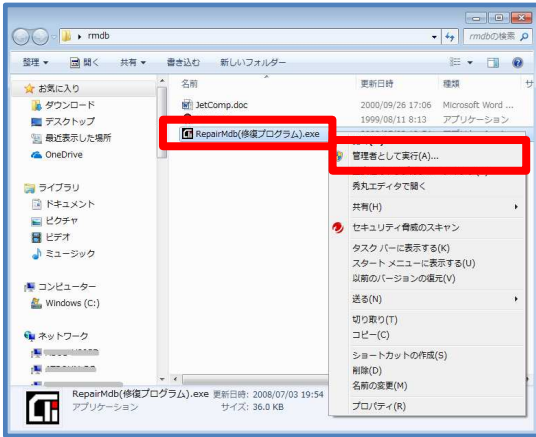 rmdb
rmdbの検索
整理 開く 共有 書き込む 新しいフォルダー
お気に入り
ダウンロード
デスクトップ
最近表示した場所
OneDrive
ライブラリ
ドキュメント
ピクチャ
ビデオ
ミュージック
コンピューター
Windows (C:)
ネットワーク
名前 更新日時 種類 サ
JetComp.doc 2000/09/26 17:06 Microsoft Word ...
1999/08/11 8:13 アプリケーション
RepairMdb(修復プログラム).exe
管理者として実行(A)...
秀丸エディタで開く
共有(H)
セキュリティ脅威のスキャン
タスク バーに表示する(K)
スタート メニューに表示する(U)
以前のバージョンの復元(V)
送る(N)
切り取り(T)
コピー(C)
ショートカットの作成(S)
削除(D)
名前の変更(M)
プロパティ(R)
RepairMdb(修復プログラム).exe 更新日時: 2008/07/03 19:54
アプリケーション サイズ: 36.0 KB